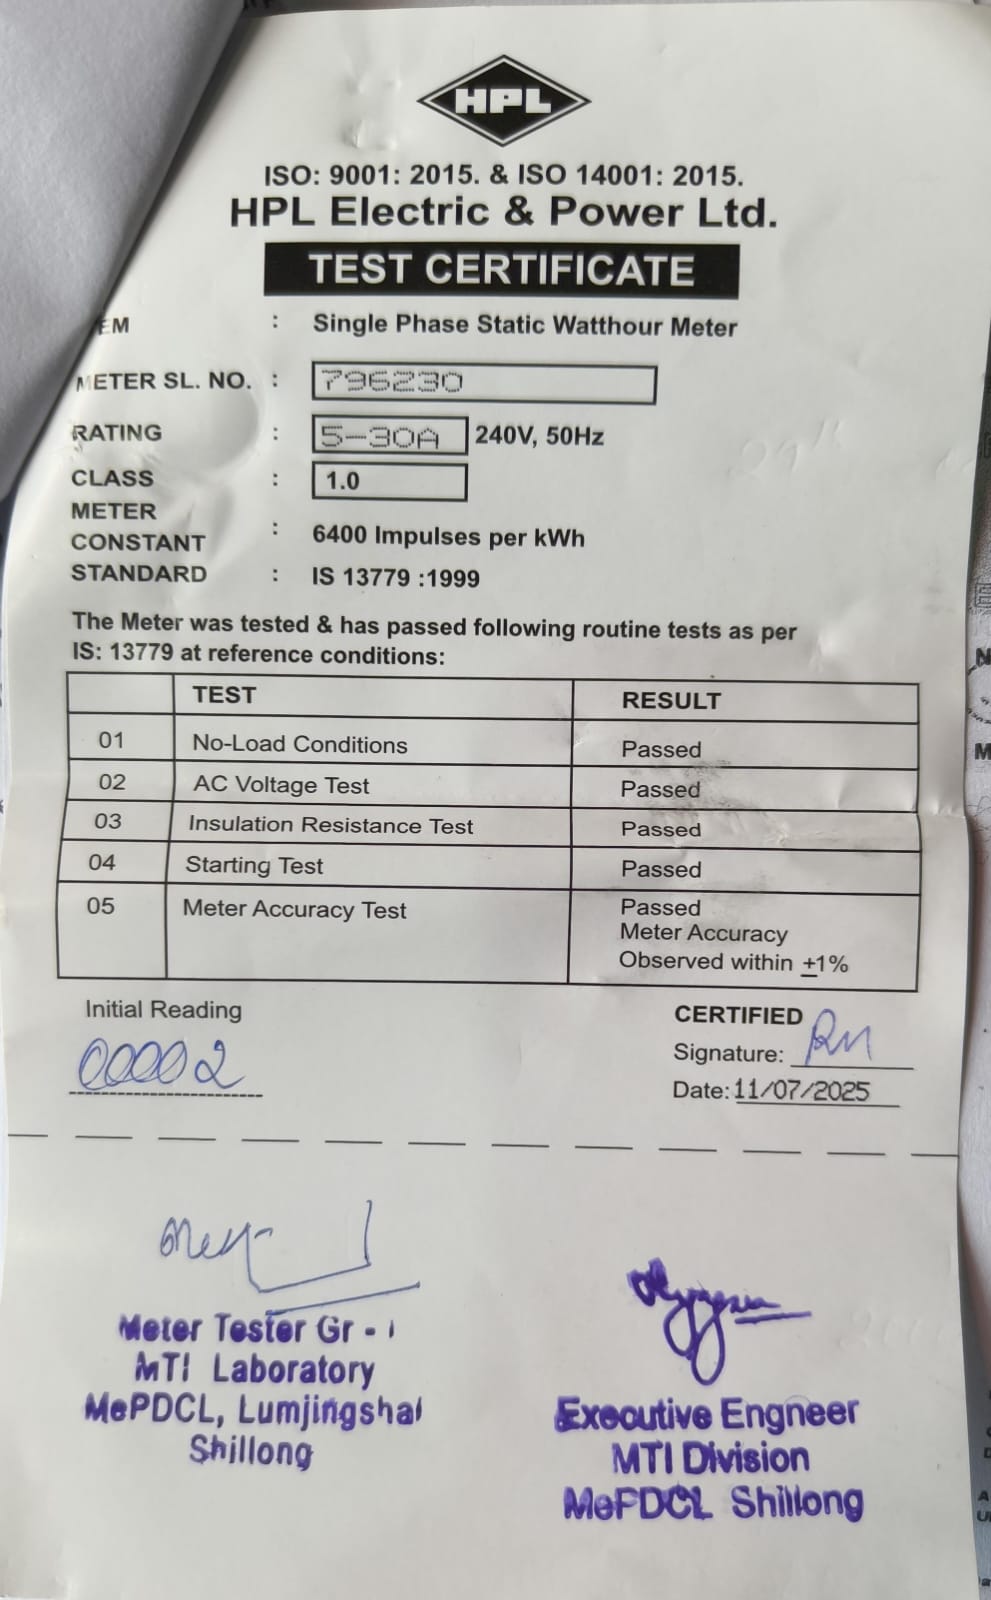 HPL
ISO: 9001: 2015. & ISO 14001: 2015.
HPL Electric & Power Ltd.
TEST CERTIFICATE
EM : Single Phase Static Watthour Meter
METER SL. NO. : 796230
RATING : 5-30A 240V, 50Hz
CLASS : 1.0
METER
CONSTANT : 6400 Impulses per kWh
STANDARD : IS 13779 :1999
The Meter was tested & has passed following routine tests as per
IS: 13779 at reference conditions:
TEST RESULT
01 No-Load Conditions Passed
02 AC Voltage Test Passed
03 Insulation Resistance Test Passed
04 Starting Test Passed
05 Meter Accuracy Test Passed
Meter Accuracy
Observed within ±1%
Initial Reading
00002
CERTIFIED
Signature:
Date: 11/07/2025
Meter Tester Gr - I
MTI Laboratory
MePDCL, Lumjingshai
Shillong
Executive Engneer
MTI Division
MePDCL Shillong